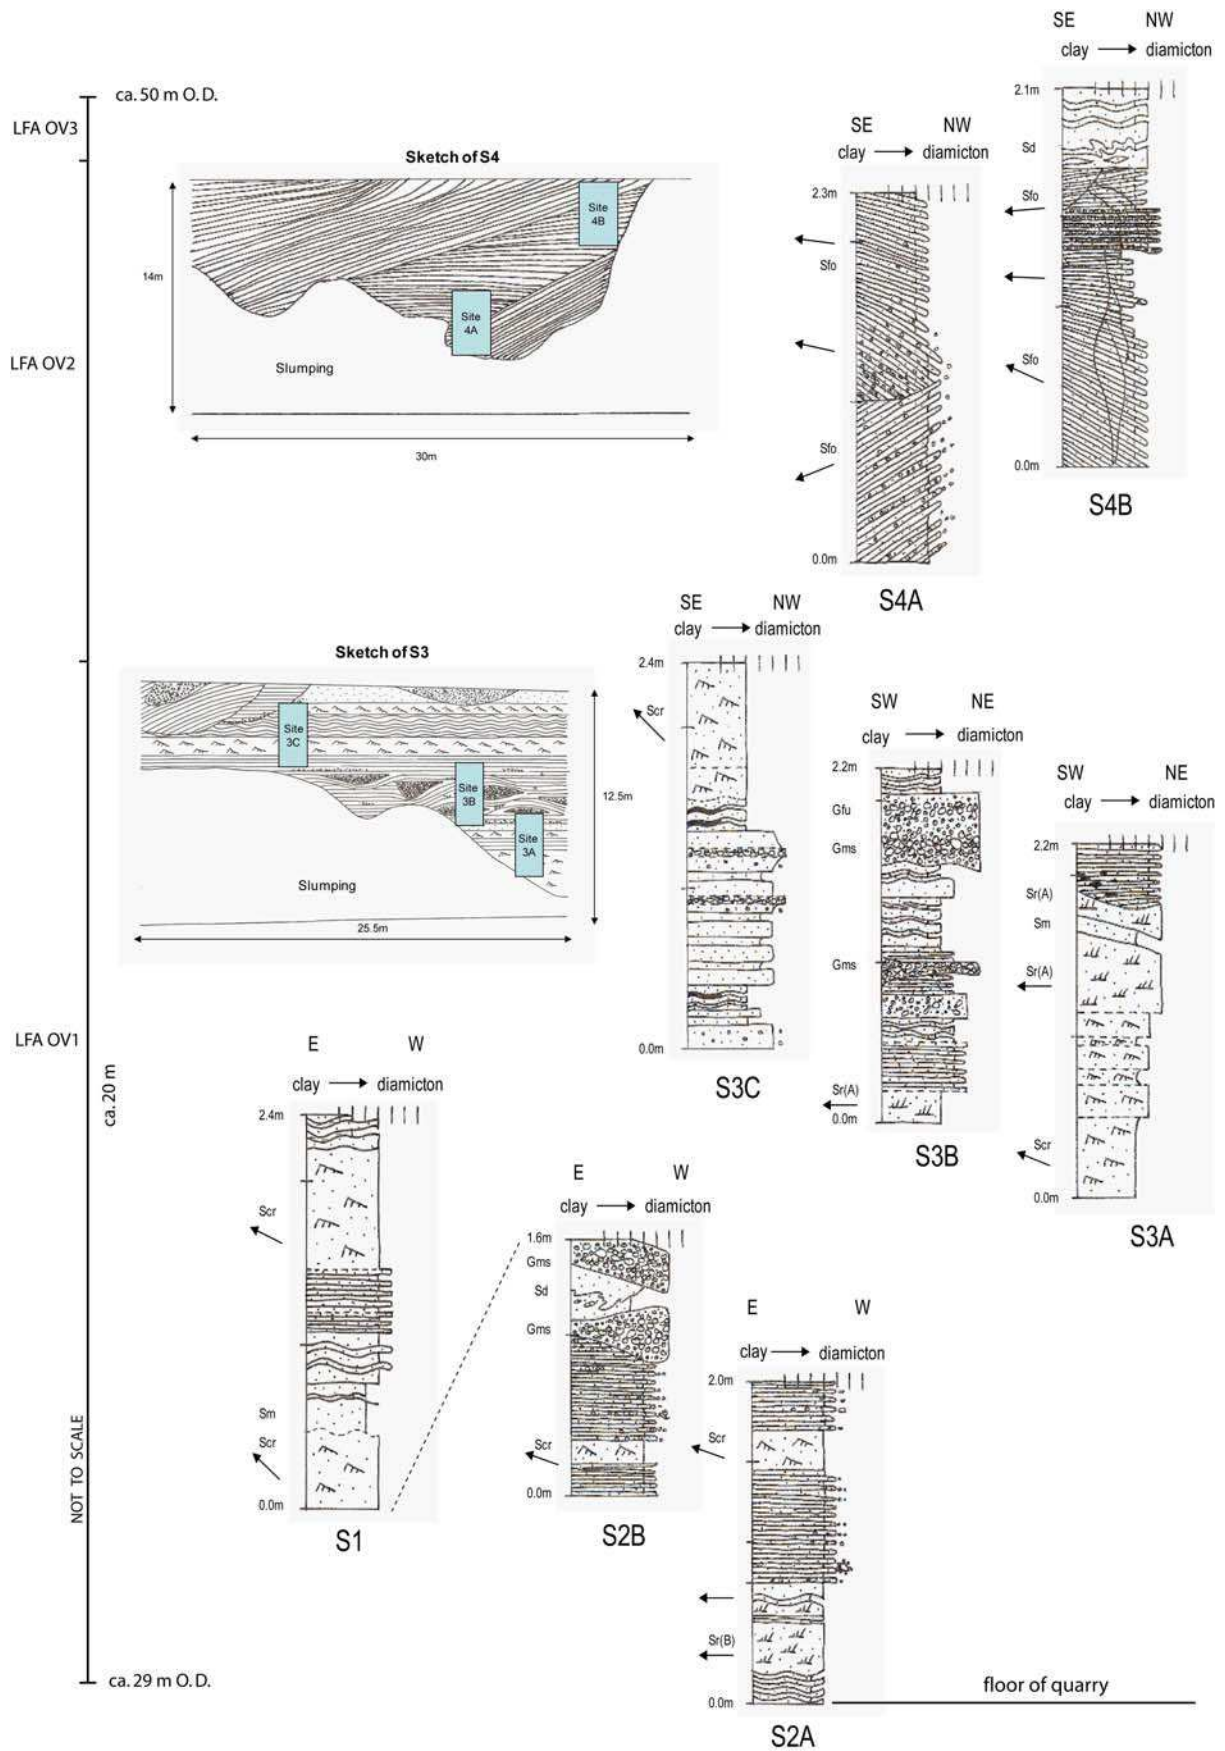 SE NW
clay diamicton
2.1m
Sd
Sfo
Sfo
0.0m
S4B
ca. 50 m O.D.
LFA OV3
SE NW
clay diamicton
2.3m
Sfo
Sfo
0.0m
S4A
Sketch of S4
Site
4B
14m
Site
4A
LFA OV2
Slumping
30m
Sketch of S3
Site
3C
Site
3B
12.5m
Site
3A
Slumping
25.5m
SE NW
clay diamicton
2.4m
Scr
0.0m
S3C
SW NE
clay diamicton
2.2m
Gfu
Gms
Gms
Sr(A)
0.0m
S3B
SW NE
clay diamicton
2.2m
Sr(A)
Sm
Sr(A)
Scr
0.0m
S3A
LFA OV1
ca. 20 m
NOT TO SCALE
E W
clay diamicton
2.4m
Scr
Sm
Scr
0.0m
S1
E W
clay diamicton
1.6m
Gms
Sd
Gms
Scr
0.0m
S2B
E W
clay diamicton
2.0m
Scr
Sr(B)
0.0m
S2A
ca. 29 m O.D.
floor of quarry